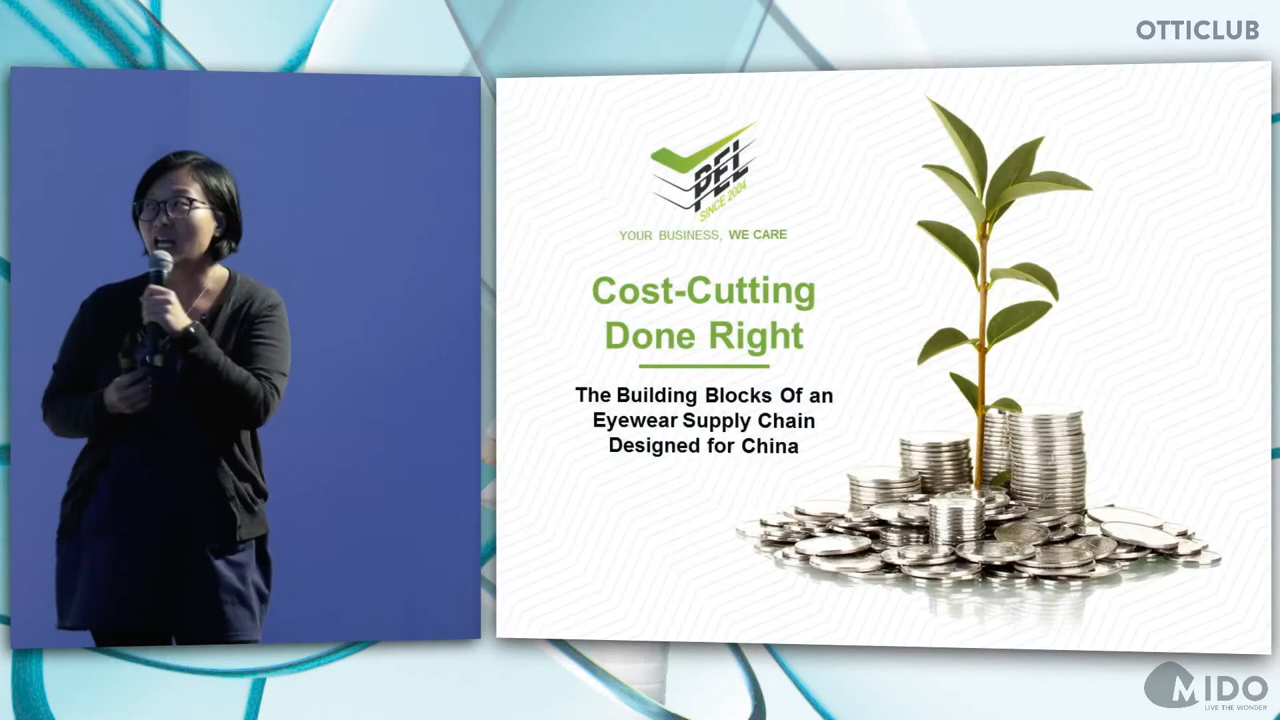 OTTICLUB
PEL
SINCE 2004
YOUR BUSINESS, WE CARE
Cost-Cutting
Done Right
The Building Blocks Of an
Eyewear Supply Chain
Designed for China
MIDO
LIVE THE WONDER